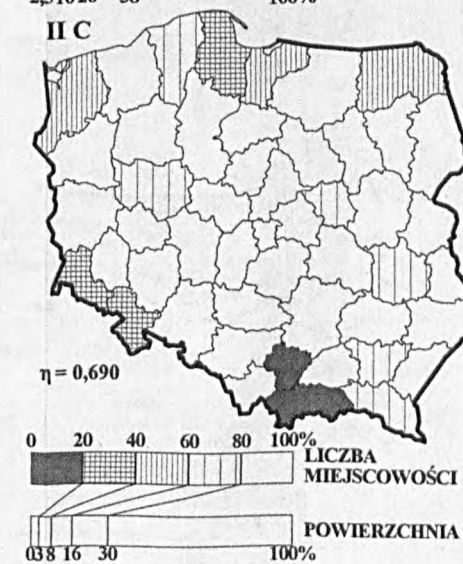 II C
η = 0,690
0 20 40 60 80 100%
LICZBA
MIEJSCOWOŚCI
POWIERZCHNIA
0 3 8 16 30 100%